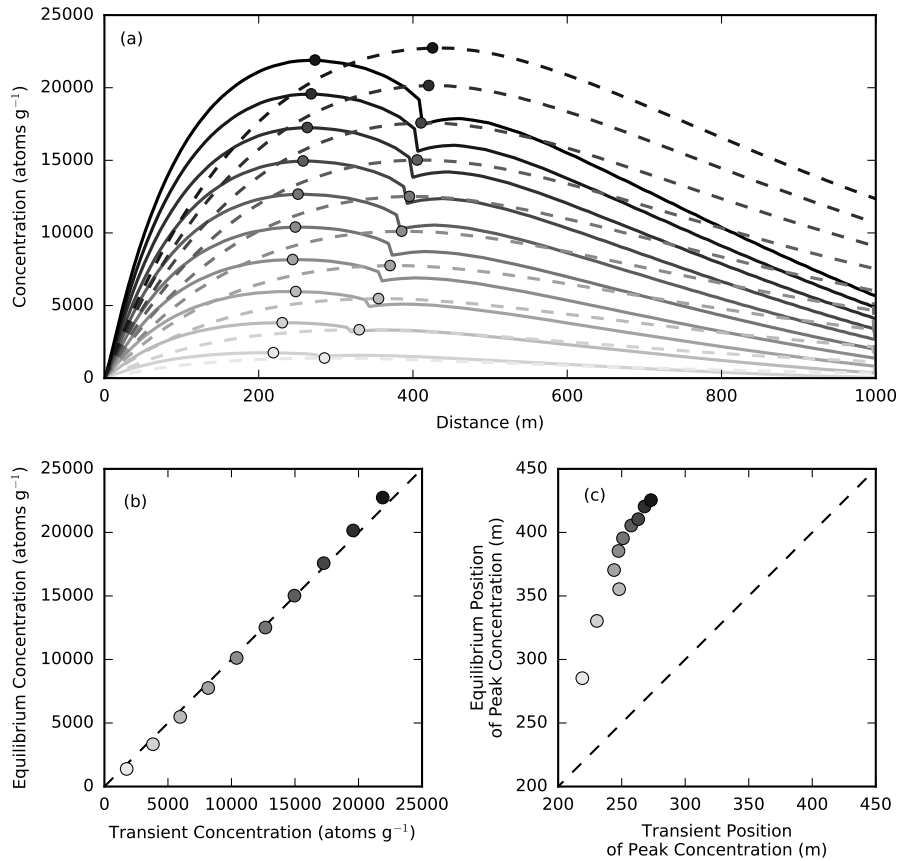 25000
20000
15000
10000
5000
0
Concentration (atoms g⁻¹)
(a)
0 200 400 600 800 1000
Distance (m)
25000
20000
15000
10000
5000
0
Equilibrium Concentration (atoms g⁻¹)
(b)
0 5000 10000 15000 20000 25000
Transient Concentration (atoms g⁻¹)
450
400
350
300
250
200
Equilibrium Position
of Peak Concentration (m)
(c)
200 250 300 350 400 450
Transient Position
of Peak Concentration (m)